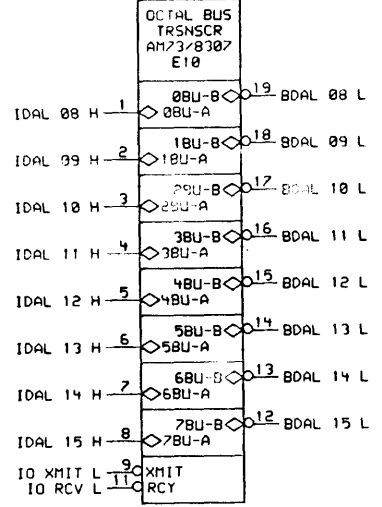 OCTAL BUS
TRSNSCR
AM73/8307
E10
0BU-B 19 BDAL 08 L
IDAL 08 H 1 0BU-A
1BU-B 18 BDAL 09 L
IDAL 09 H 2 1BU-A
2BU-B 17 BDAL 10 L
IDAL 10 H 3 2BU-A
3BU-B 16 BDAL 11 L
IDAL 11 H 4 3BU-A
4BU-B 15 BDAL 12 L
IDAL 12 H 5 4BU-A
5BU-B 14 BDAL 13 L
IDAL 13 H 6 5BU-A
6BU-B 13 BDAL 14 L
IDAL 14 H 7 6BU-A
7BU-B 12 BDAL 15 L
IDAL 15 H 8 7BU-A
IO XMIT L 9 XMIT
IO RCV L 11 RCY